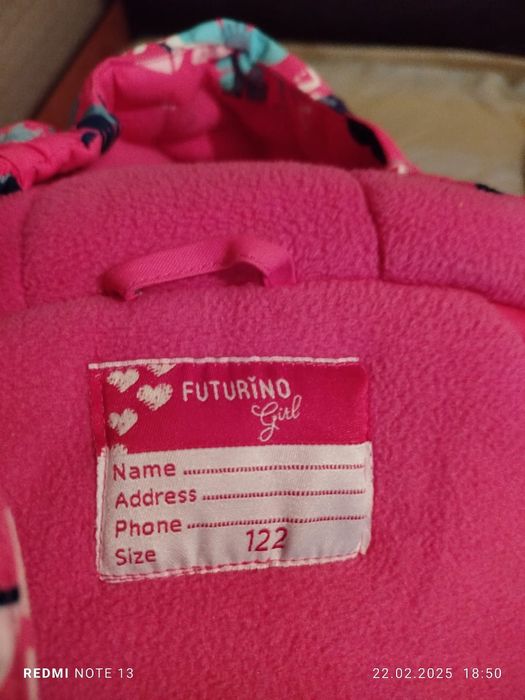 FUTURINO
Girl
Name
Address
Phone
Size 122
REDMI NOTE 13
22.02.2025 18:50